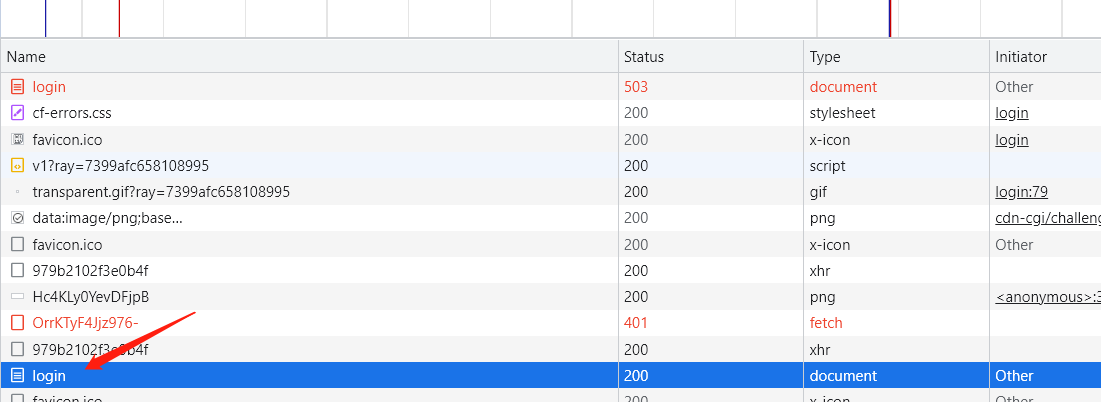 Name Status Type Initiator
login 503 document Other
cf-errors.css 200 stylesheet login
favicon.ico 200 x-icon login
v1?ray=7399afc658108995 200 script
transparent.gif?ray=7399afc658108995 200 gif login:79
data:image/png;base... 200 png cdn-cgi/challeng
favicon.ico 200 x-icon Other
979b2102f3e0b4f 200 xhr
Hc4KLy0YevDFjpB 200 png <anonymous>:3
OrrKTyF4Jjz976- 401 fetch
979b2102f3e0b4f 200 xhr
login 200 document Other
favicon.ico 200 x-icon Other